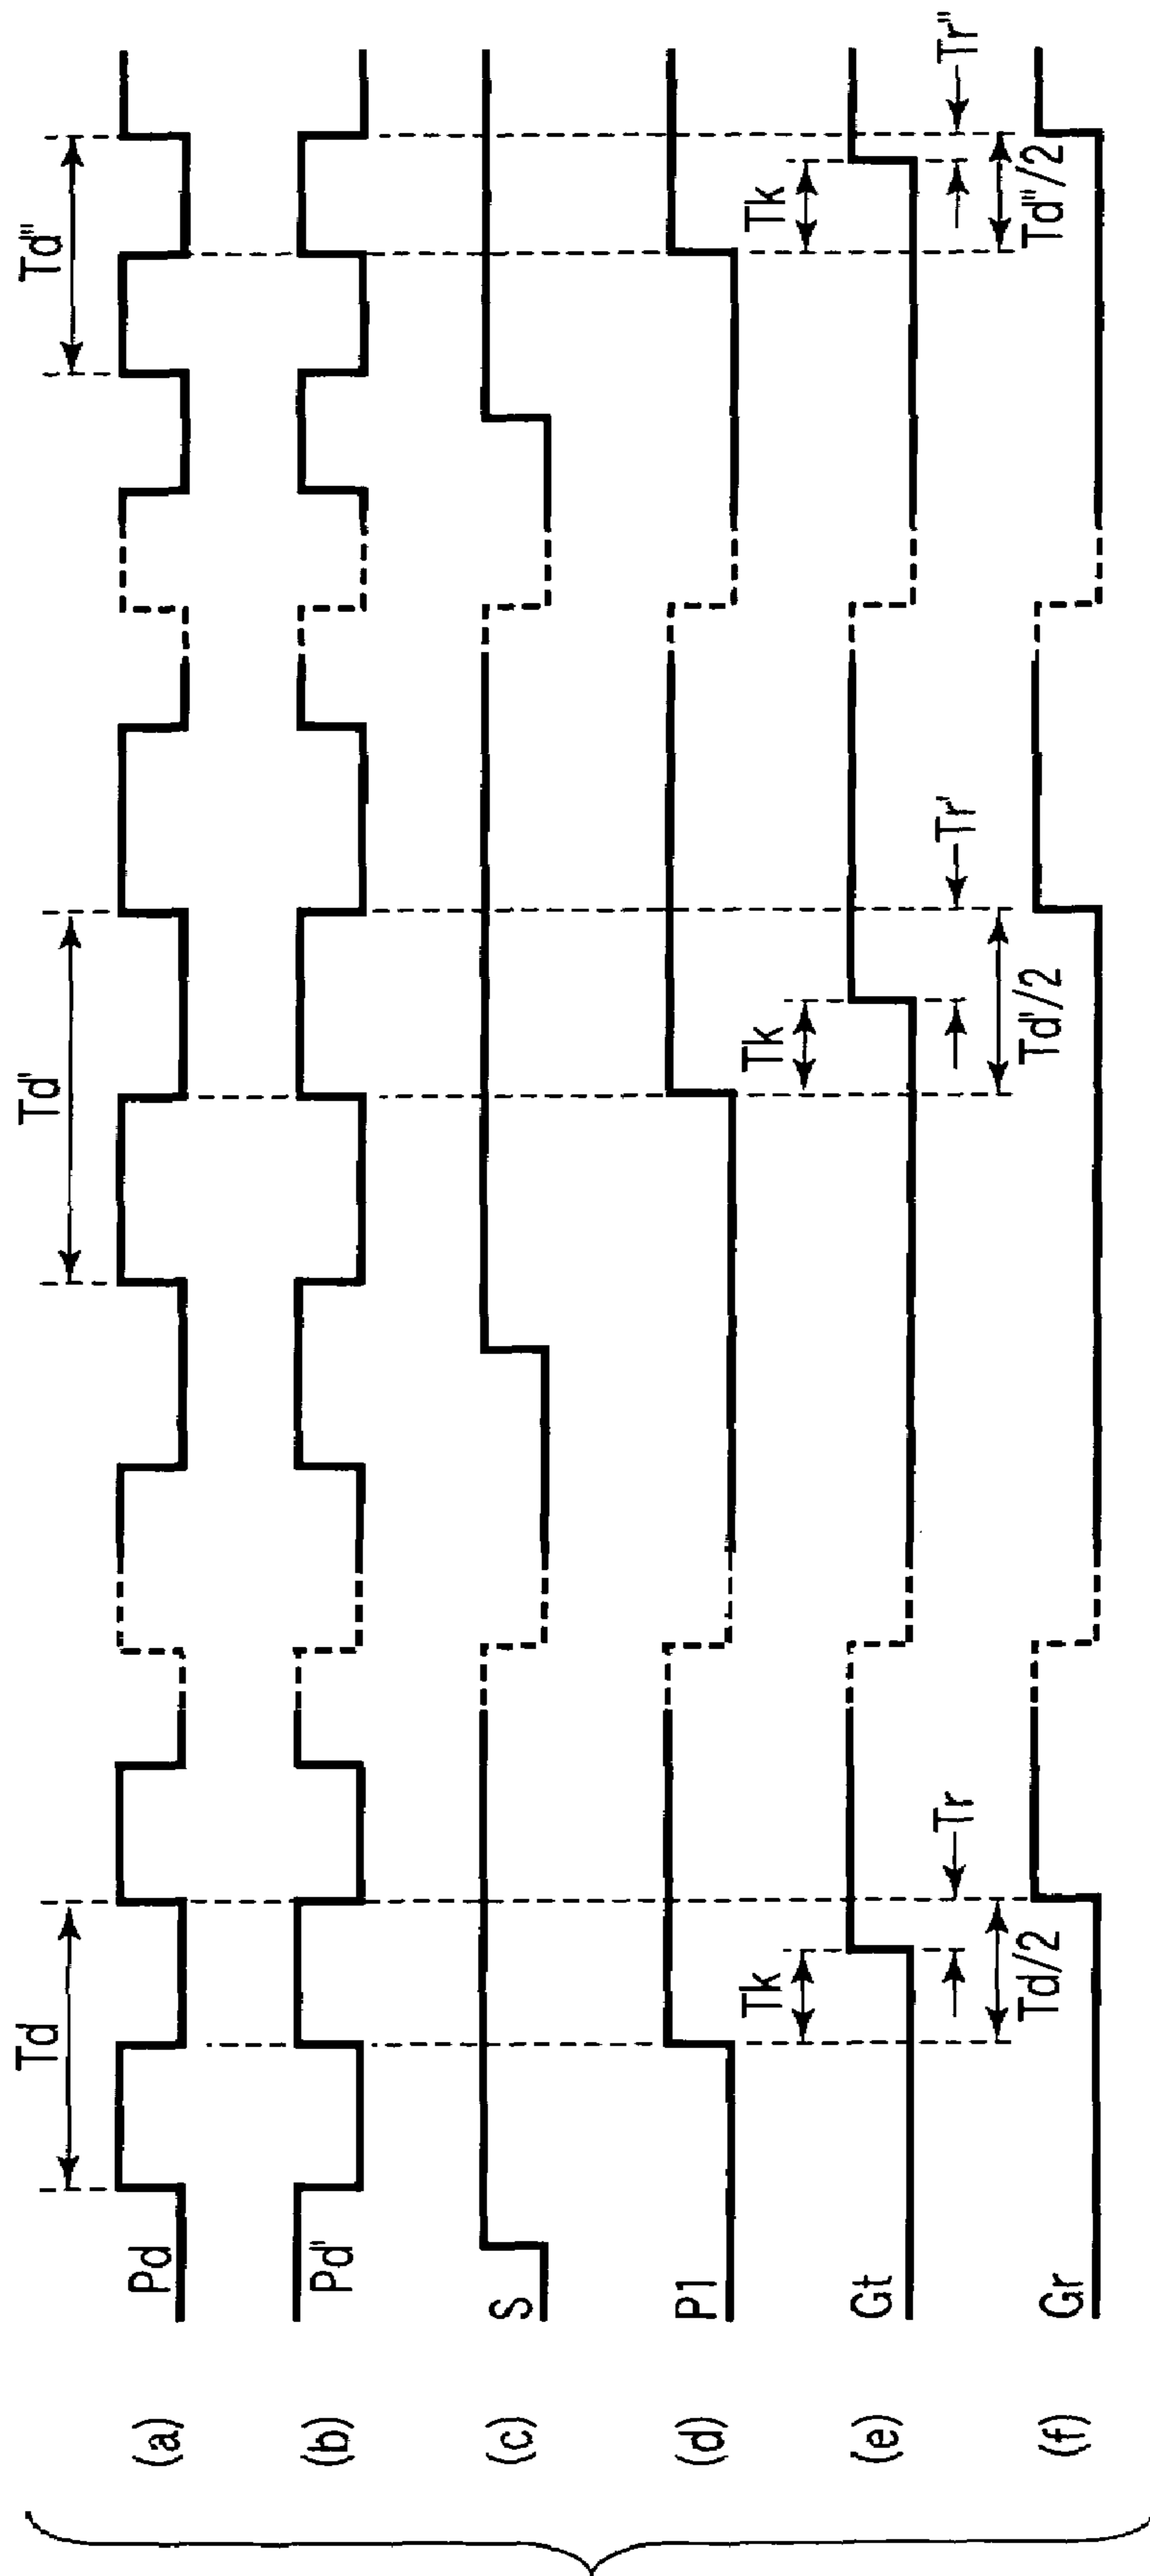 Td Td' Td"
(a) Pd
(b) Pd'
(c) S
(d) P1
Tk Tk Tk
(e) Gt
Tr Tr' Tr"
Td/2 Td'/2 Td"/2
(f) Gr